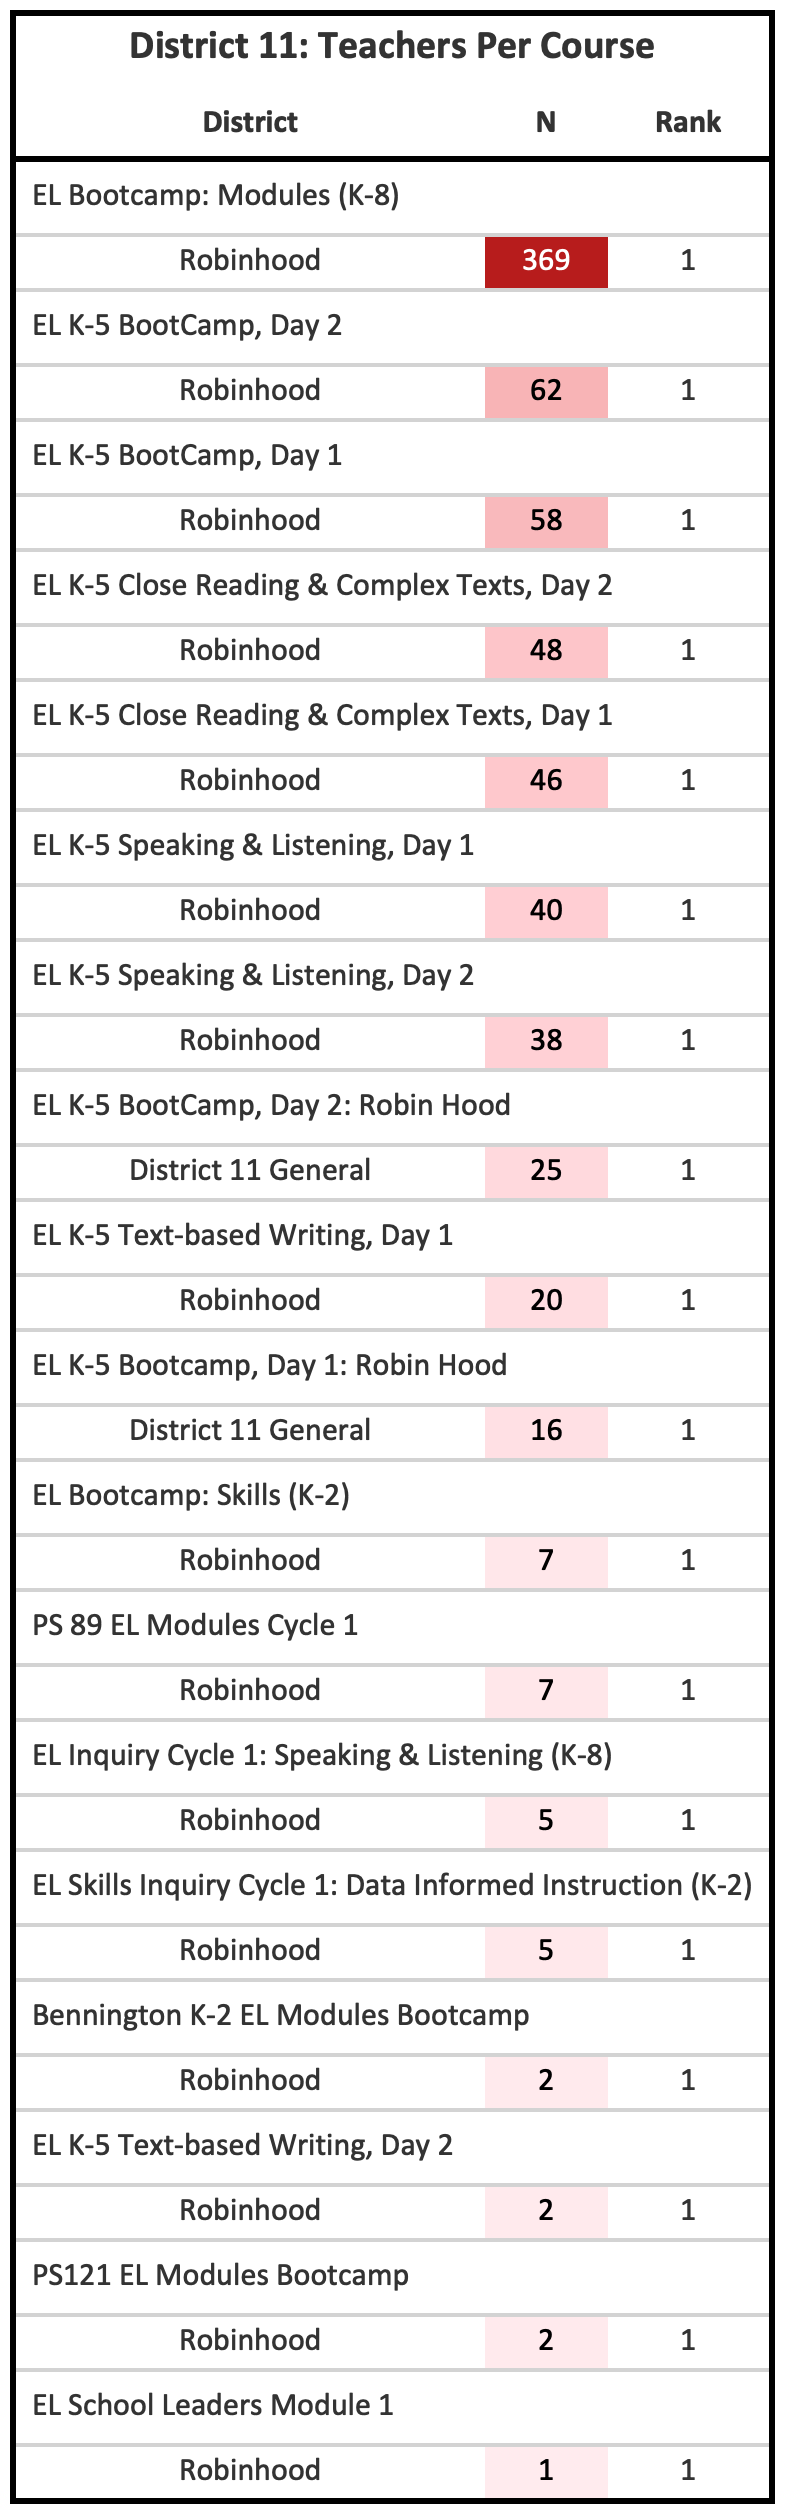 District 11: Teachers Per Course
District N Rank
EL Bootcamp: Modules (K-8)
Robinhood 369 1
EL K-5 BootCamp, Day 2
Robinhood 62 1
EL K-5 BootCamp, Day 1
Robinhood 58 1
EL K-5 Close Reading & Complex Texts, Day 2
Robinhood 48 1
EL K-5 Close Reading & Complex Texts, Day 1
Robinhood 46 1
EL K-5 Speaking & Listening, Day 1
Robinhood 40 1
EL K-5 Speaking & Listening, Day 2
Robinhood 38 1
EL K-5 BootCamp, Day 2: Robin Hood
District 11 General 25 1
EL K-5 Text-based Writing, Day 1
Robinhood 20 1
EL K-5 Bootcamp, Day 1: Robin Hood
District 11 General 16 1
EL Bootcamp: Skills (K-2)
Robinhood 7 1
PS 89 EL Modules Cycle 1
Robinhood 7 1
EL Inquiry Cycle 1: Speaking & Listening (K-8)
Robinhood 5 1
EL Skills Inquiry Cycle 1: Data Informed Instruction (K-2)
Robinhood 5 1
Bennington K-2 EL Modules Bootcamp
Robinhood 2 1
EL K-5 Text-based Writing, Day 2
Robinhood 2 1
PS121 EL Modules Bootcamp
Robinhood 2 1
EL School Leaders Module 1
Robinhood 1 1